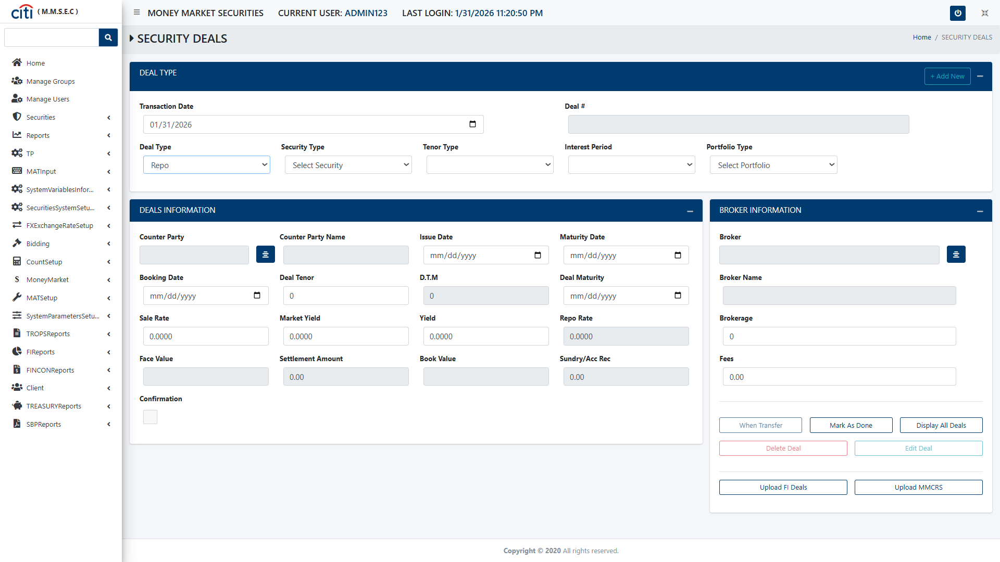 citi ( M.M.S.E.C )
MONEY MARKET SECURITIES CURRENT USER: ADMIN123 LAST LOGIN: 1/31/2026 11:20:50 PM
SECURITY DEALS
Home / SECURITY DEALS
Home
Manage Groups
Manage Users
Securities
Reports
TP
MATInput
SystemVariablesInfor...
SecuritiesSystemSetu...
FXExchangeRateSetup
Bidding
CountSetup
MoneyMarket
MATSetup
SystemParametersSetu...
TROPSReports
FIReports
FINCONReports
Client
TREASURYReports
SBPReports
DEAL TYPE
+ Add New
Transaction Date Deal #
01/31/2026
Deal Type Security Type Tenor Type Interest Period Portfolio Type
Repo Select Security Select Portfolio
DEALS INFORMATION
Counter Party Counter Party Name Issue Date Maturity Date
mm/dd/yyyy mm/dd/yyyy
Booking Date Deal Tenor D.T.M Deal Maturity
mm/dd/yyyy 0 0 mm/dd/yyyy
Sale Rate Market Yield Yield Repo Rate
0.0000 0.0000 0.0000 0.0000
Face Value Settlement Amount Book Value Sundry/Acc Rec
0.00 0.00
Confirmation
BROKER INFORMATION
Broker
Broker Name
Brokerage
0
Fees
0.00
When Transfer Mark As Done Display All Deals
Delete Deal Edit Deal
Upload FI Deals Upload MMCRS
Copyright © 2020 All rights reserved.